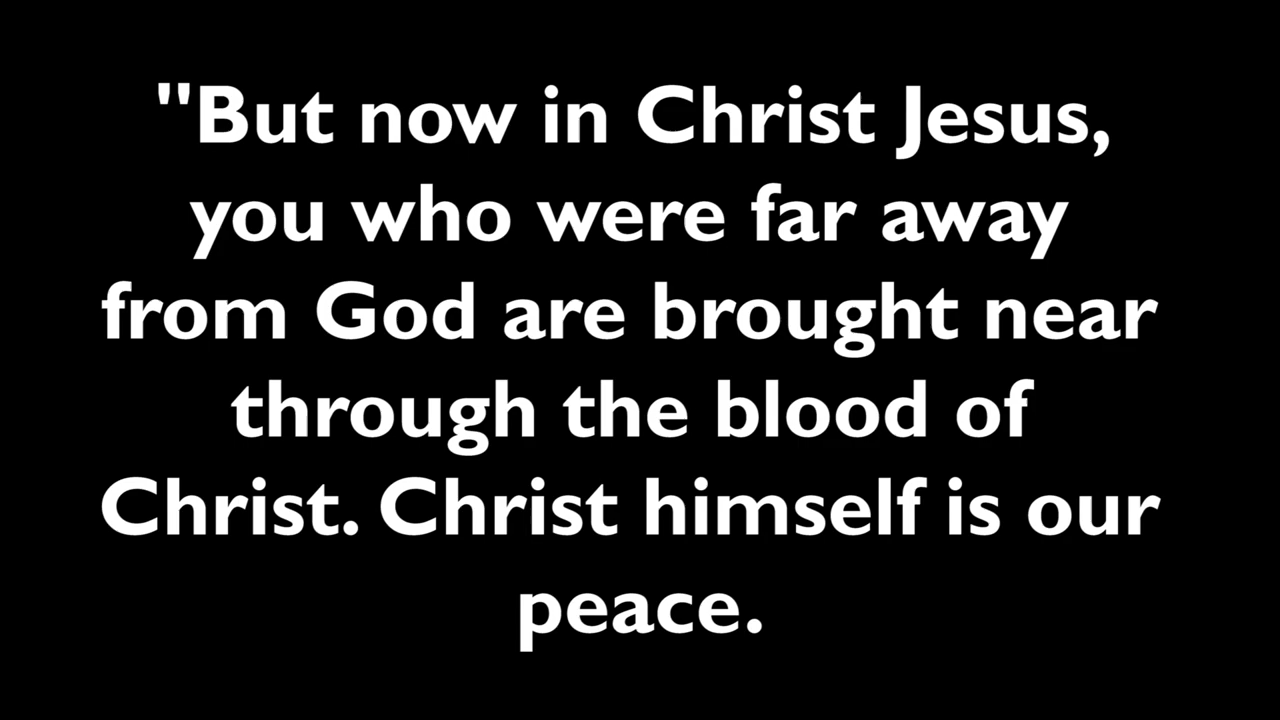 "But now in Christ Jesus,
you who were far away
from God are brought near
through the blood of
Christ. Christ himself is our
peace.